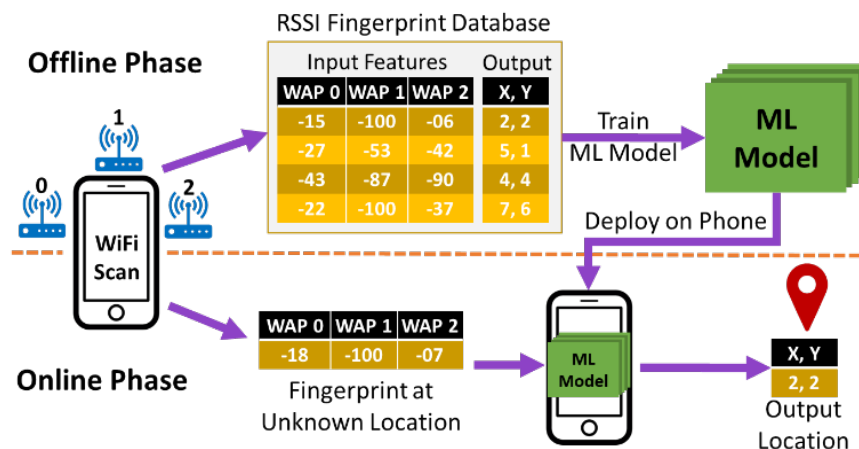 RSSI Fingerprint Database
Offline Phase
Input Features Output
WAP 0 WAP 1 WAP 2 X, Y
-15 -100 -06 2, 2
-27 -53 -42 5, 1
-43 -87 -90 4, 4
-22 -100 -37 7, 6
Train
ML Model
ML
Model
1
0
2
WiFi
Scan
Deploy on Phone
Online Phase
WAP 0 WAP 1 WAP 2
-18 -100 -07
Fingerprint at
Unknown Location
ML
Model
X, Y
2, 2
Output
Location